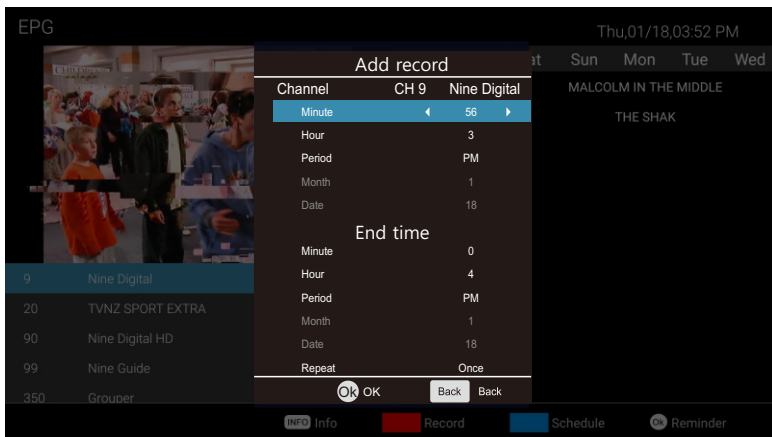 EPG
Thu,01/18,03:52 PM
at Sun Mon Tue Wed
MALCOLM IN THE MIDDLE
THE SHAK
Add record
Channel CH 9 Nine Digital
Minute 56
Hour 3
Period PM
Month 1
Date 18
End time
Minute 0
Hour 4
Period PM
Month 1
Date 18
Repeat Once
Ok OK Back Back
9 Nine Digital
20 TVNZ SPORT EXTRA
90 Nine Digital HD
99 Nine Guide
350 Grouper
INFO Info Record Schedule Ok Reminder